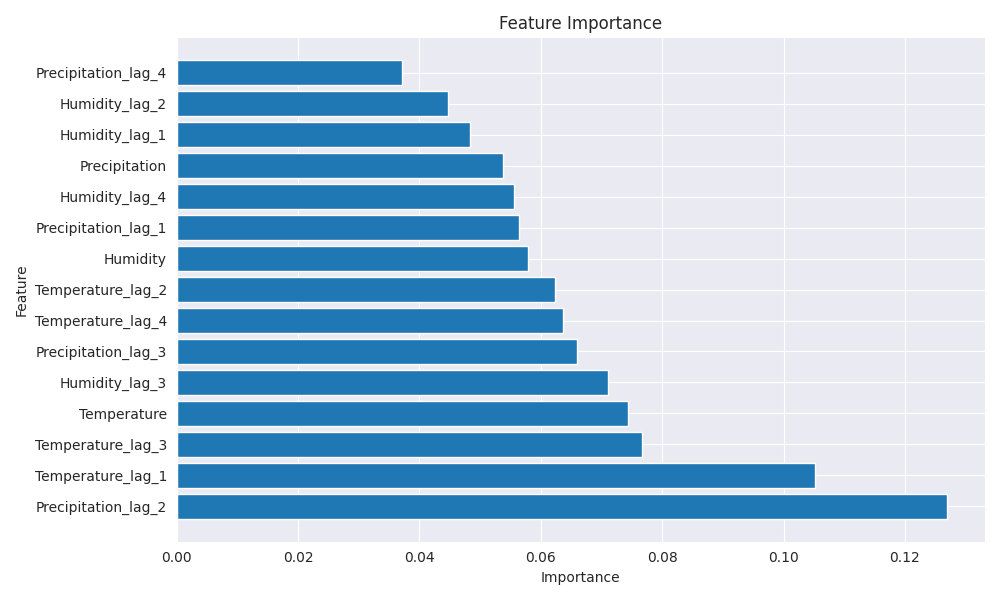 Feature Importance
Precipitation_lag_4
Humidity_lag_2
Humidity_lag_1
Precipitation
Humidity_lag_4
Precipitation_lag_1
Humidity
Temperature_lag_2
Temperature_lag_4
Precipitation_lag_3
Humidity_lag_3
Temperature
Temperature_lag_3
Temperature_lag_1
Precipitation_lag_2
Feature
0.00 0.02 0.04 0.06 0.08 0.10 0.12
Importance